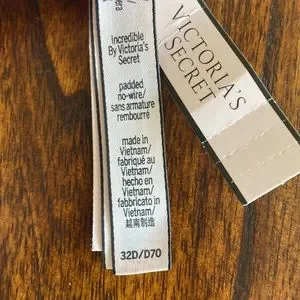 Incredible
By Victoria's
Secret
padded
no-wire/
sans armature
rembourré
made in
Vietnam/
fabriqué au
Vietnam/
hecho en
Vietnam/
fabbricato in
Vietnam/
越南制造
32D/D70
VICTORIA'S
SECRET